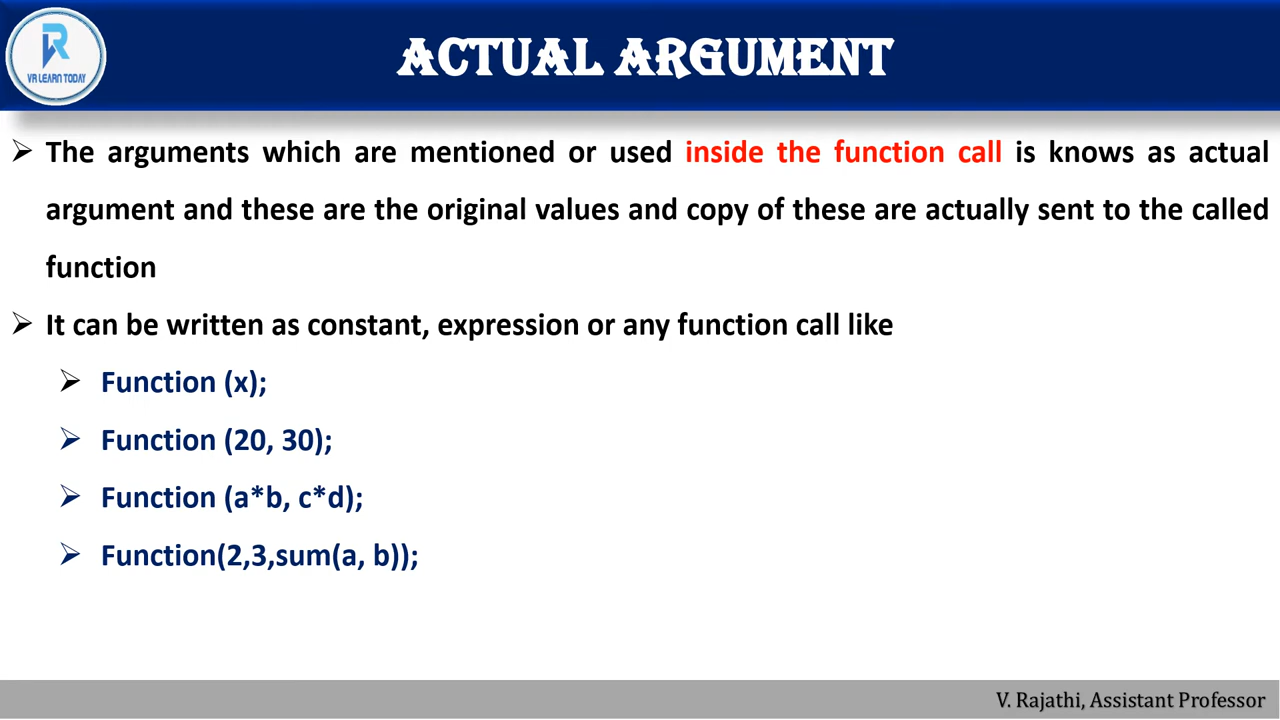 VR LEARN TODAY
ACTUAL ARGUMENT
➢ The arguments which are mentioned or used inside the function call is knows as actual
argument and these are the original values and copy of these are actually sent to the called
function
➢ It can be written as constant, expression or any function call like
➢ Function (x);
➢ Function (20, 30);
➢ Function (a*b, c*d);
➢ Function(2,3,sum(a, b));
V. Rajathi, Assistant Professor